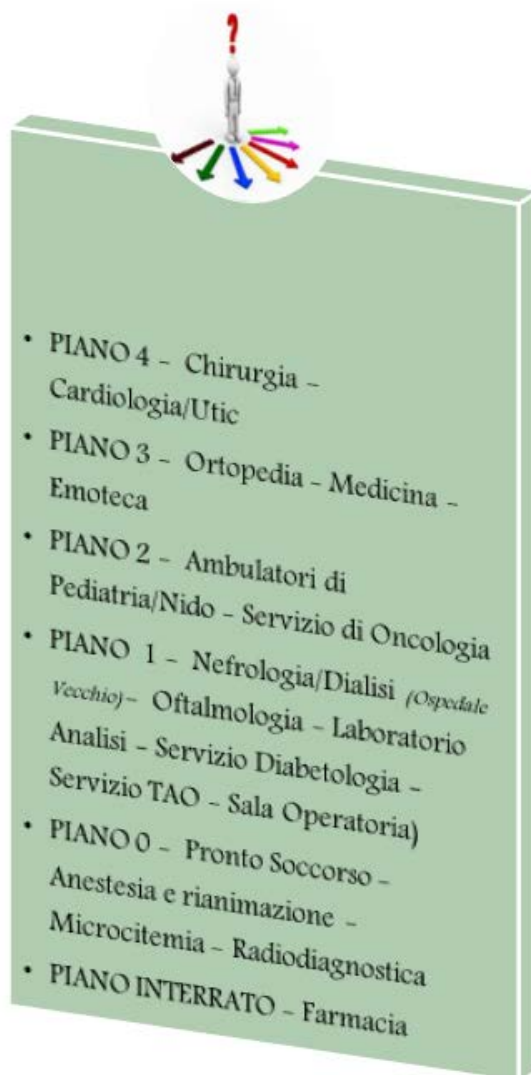 ?
• PIANO 4 – Chirurgia –
Cardiologia/Utic
• PIANO 3 – Ortopedia – Medicina –
Emoteca
• PIANO 2 – Ambulatori di
Pediatria/Nido – Servizio di Oncologia
• PIANO 1 – Nefrologia/Dialisi (Ospedale
Vecchio)– Oftalmologia – Laboratorio
Analisi – Servizio Diabetologia –
Servizio TAO – Sala Operatoria)
• PIANO 0 – Pronto Soccorso –
Anestesia e rianimazione –
Microcitemia – Radiodiagnostica
• PIANO INTERRATO – Farmacia